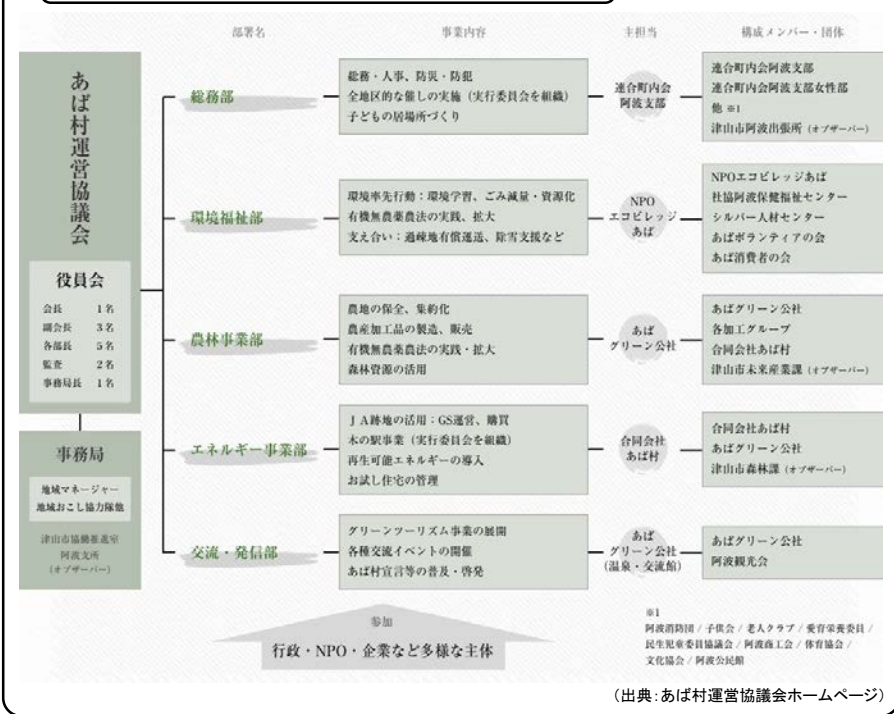 部署名
事業内容
主担当
構成メンバー・団体
あば村運営協議会
役員会
会長 1名
副会長 3名
各部長 5名
監査 2名
事務局長 1名
事務局
地域マネージャー
地域おこし協力隊他
津山市協働推進室
阿波支所
(オブザーバー)
総務部
総務・人事、防災・防犯
全地区的な催しの実施(実行委員会を組織)
子どもの居場所づくり
連合町内会
阿波支部
連合町内会阿波支部
連合町内会阿波支部女性部
他 ※1
津山市阿波出張所(オブザーバー)
環境福祉部
環境率先行動:環境学習、ごみ減量・資源化
有機無農薬農法の実践、拡大
支え合い:過疎地有償運送、除雪支援など
NPO
エコビレッジ
あば
NPOエコビレッジあば
社協阿波保健福祉センター
シルバー人材センター
あばボランティアの会
あば消費者の会
農林事業部
農地の保全、集約化
農産加工品の製造、販売
有機無農薬農法の実践・拡大
森林資源の活用
あば
グリーン公社
あばグリーン公社
各加工グループ
合同会社あば村
津山市未来産業課(オブザーバー)
エネルギー事業部
JA跡地の活用:GS運営、購買
木の駅事業(実行委員会を組織)
再生可能エネルギーの導入
お試し住宅の管理
合同会社
あば村
合同会社あば村
あばグリーン公社
津山市森林課(オブザーバー)
交流・発信部
グリーンツーリズム事業の展開
各種交流イベントの開催
あば村宣言等の普及・啓発
あば
グリーン公社
(温泉・交流館)
あばグリーン公社
阿波観光会
参加
行政・NPO・企業など多様な主体
※1
阿波消防団/子供会/老人クラブ/愛育栄養委員/
民生児童委員協議会/阿波商工会/体育協会/
文化協会/阿波公民館
(出典:あば村運営協議会ホームページ)